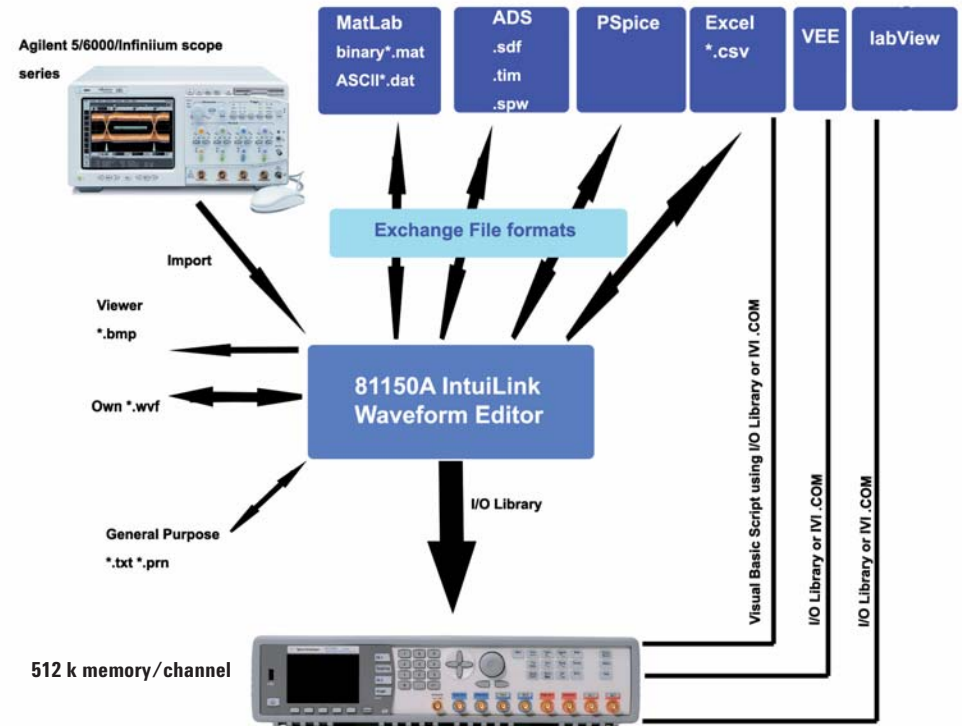 Agilent 5/6000/Infiniium scope
series
MatLab
binary*.mat
ASCII*.dat
ADS
.sdf
.tim
.spw
PSpice
Excel
*.csv
VEE
labView
Exchange File formats
Import
Viewer
*.bmp
Own *.wvf
General Purpose
*.txt *.prn
81150A IntuiLink
Waveform Editor
I/O Library
Visual Basic Script using I/O Library or IVI .COM
I/O Library or IVI .COM
I/O Library or IVI .COM
512 k memory/channel